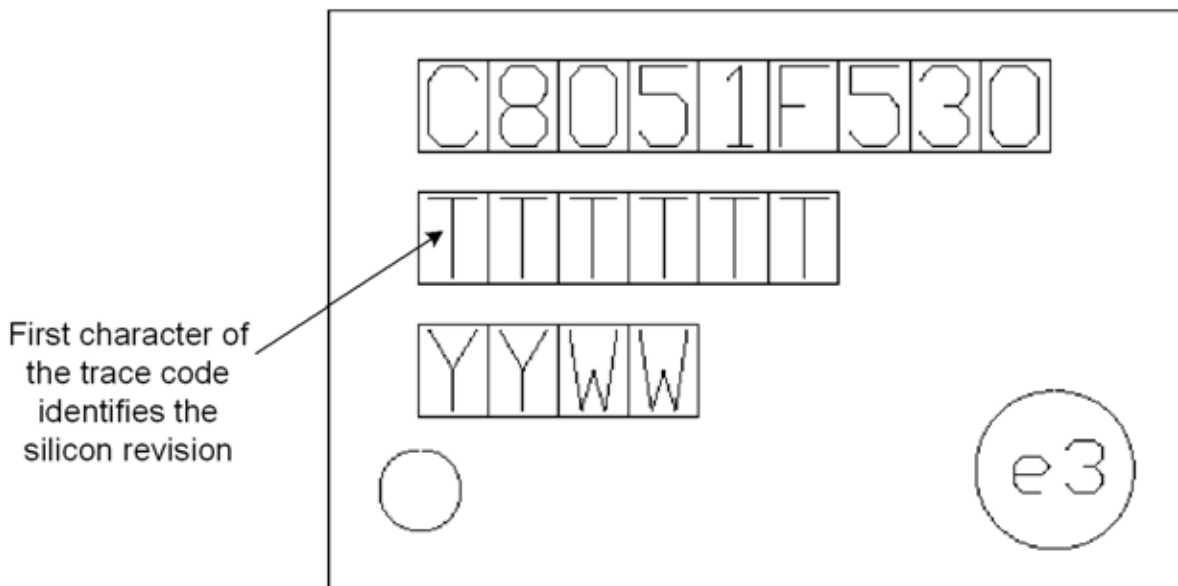 C8051F530
TTTTTT
First character of
the trace code
identifies the
silicon revision
YYWW
e3